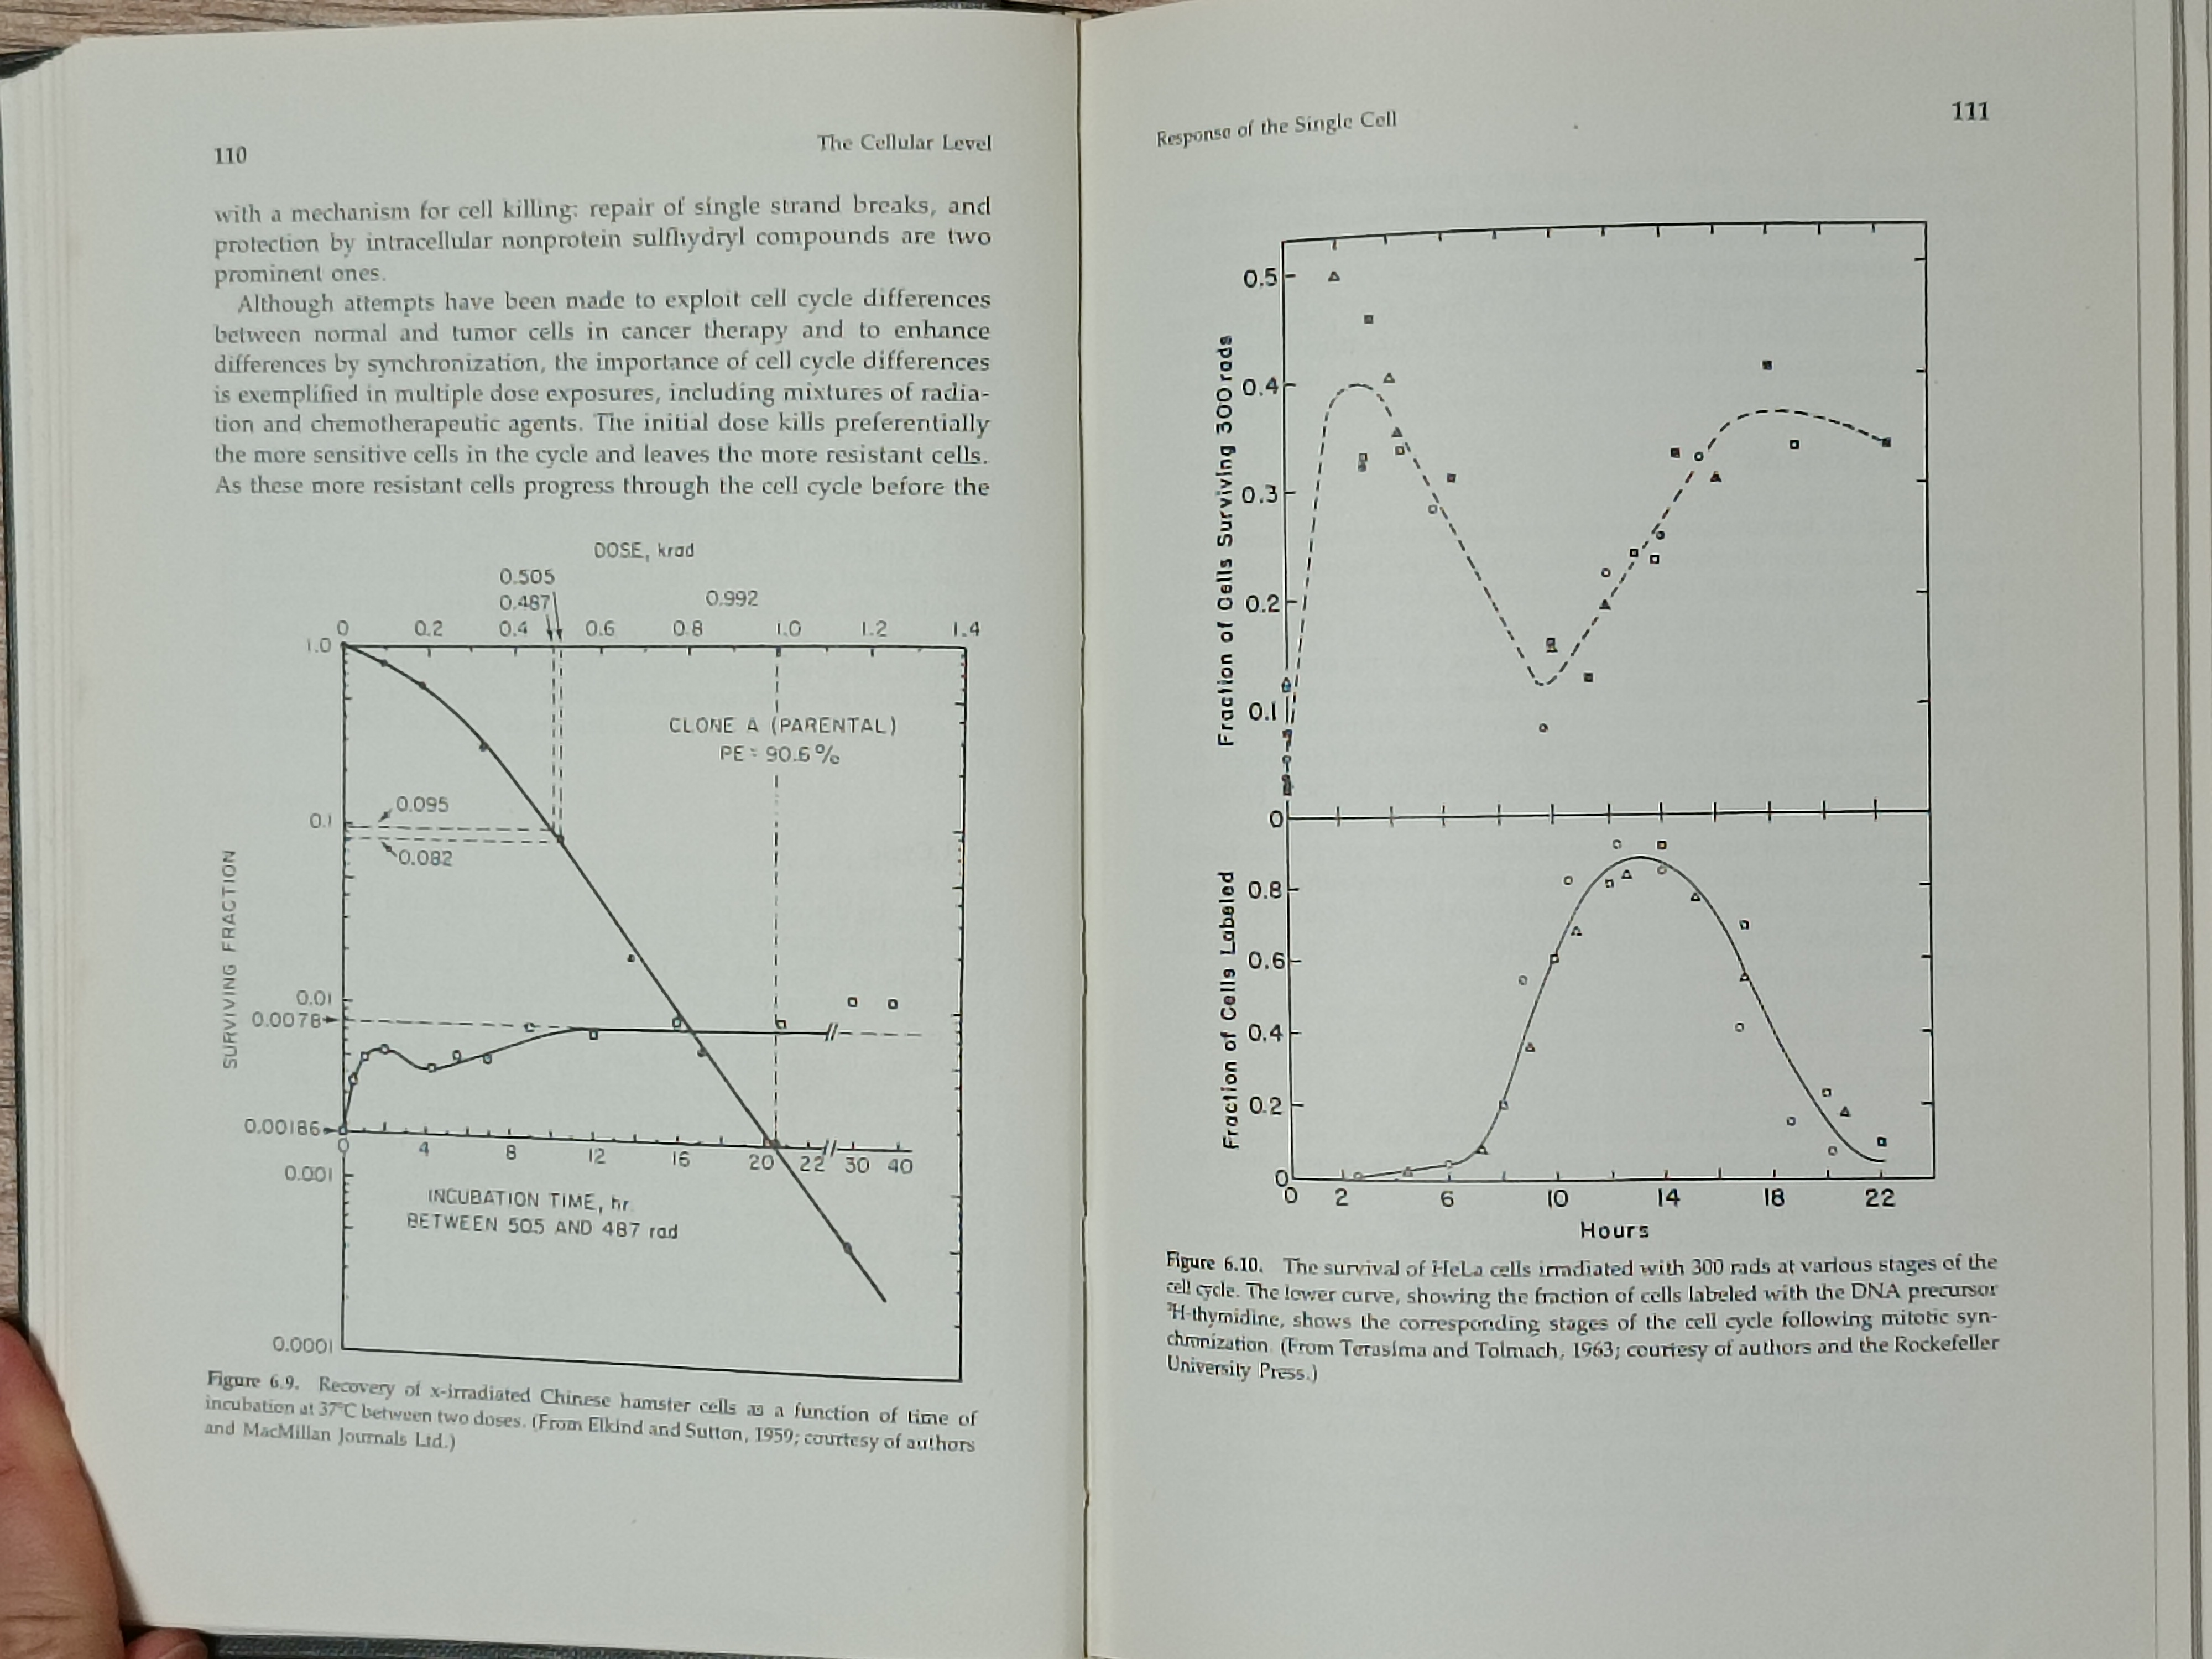 110
The Cellular Level
with a mechanism for cell killing: repair of single strand breaks, and
protection by intracellular nonprotein sulfhydryl compounds are two
prominent ones.
Although attempts have been made to exploit cell cycle differences
between normal and tumor cells in cancer therapy and to enhance
differences by synchronization, the importance of cell cycle differences
is exemplified in multiple dose exposures, including mixtures of radia-
tion and chemotherapeutic agents. The initial dose kills preferentially
the more sensitive cells in the cycle and leaves the more resistant cells.
As these more resistant cells progress through the cell cycle before the
DOSE, krad
0.505
0.487
0.992
0 0.2 0.4 0.6 0.8 1.0 1.2 1.4
1.0
CLONE A (PARENTAL)
PE = 90.6%
0.095
0.1
0.082
SURVIVING FRACTION
0.01
0.0078
0.00186
0 4 8 12 16 20 22 30 40
0.001
INCUBATION TIME, hr.
BETWEEN 505 AND 487 rad
0.0001
Figure 6.9. Recovery of x-irradiated Chinese hamster cells as a function of time of
incubation at 37°C between two doses. (From Elkind and Sutton, 1959; courtesy of authors
and MacMillan Journals Ltd.)
Response of the Single Cell
111
0.5
0.4
0.3
0.2
0.1
0
Fraction of Cells Surviving 300 rads
0.8
0.6
0.4
0.2
0
Fraction of Cells Labeled
0 2 6 10 14 18 22
Hours
Figure 6.10. The survival of HeLa cells irradiated with 300 rads at various stages of the
cell cycle. The lower curve, showing the fraction of cells labeled with the DNA precursor
³H-thymidine, shows the corresponding stages of the cell cycle following mitotic syn-
chronization. (From Terasima and Tolmach, 1963; courtesy of authors and the Rockefeller
University Press.)